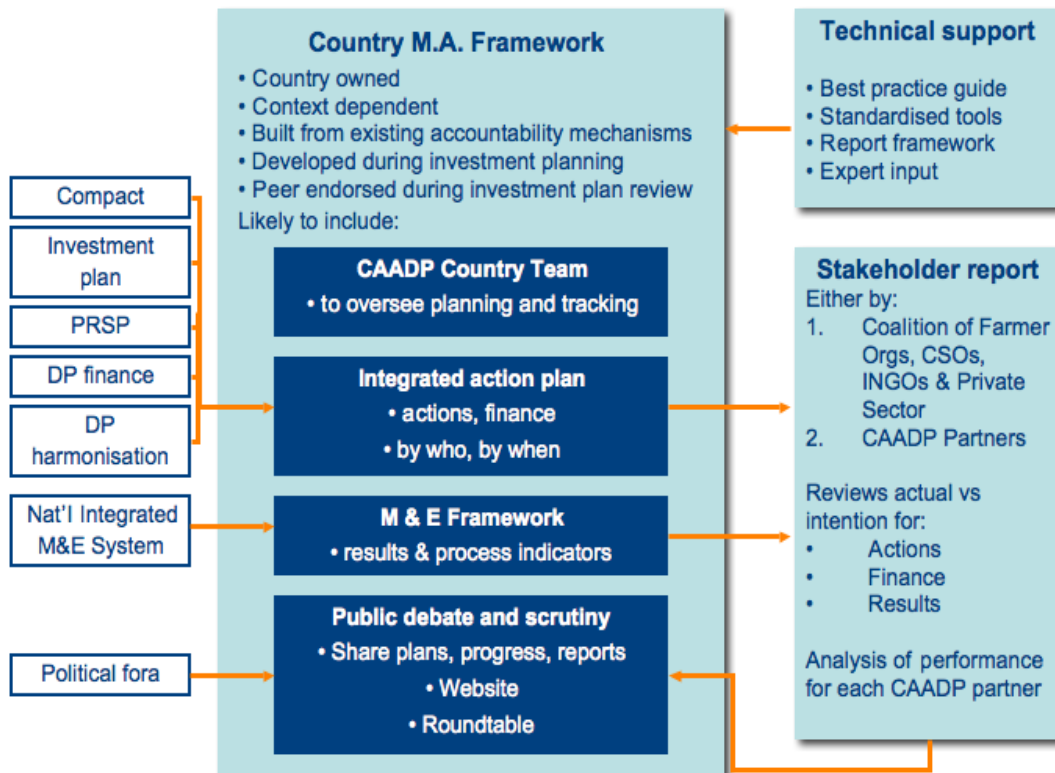 Compact
Investment
plan
PRSP
DP finance
DP
harmonisation
Nat'l Integrated
M&E System
Political fora
Country M.A. Framework
• Country owned
• Context dependent
• Built from existing accountability mechanisms
• Developed during investment planning
• Peer endorsed during investment plan review
Likely to include:
CAADP Country Team
• to oversee planning and tracking
Integrated action plan
• actions, finance
• by who, by when
M & E Framework
• results & process indicators
Public debate and scrutiny
• Share plans, progress, reports
• Website
• Roundtable
Technical support
• Best practice guide
• Standardised tools
• Report framework
• Expert input
Stakeholder report
Either by:
1. Coalition of Farmer
Orgs, CSOs,
INGOs & Private
Sector
2. CAADP Partners
Reviews actual vs
intention for:
• Actions
• Finance
• Results
Analysis of performance
for each CAADP partner